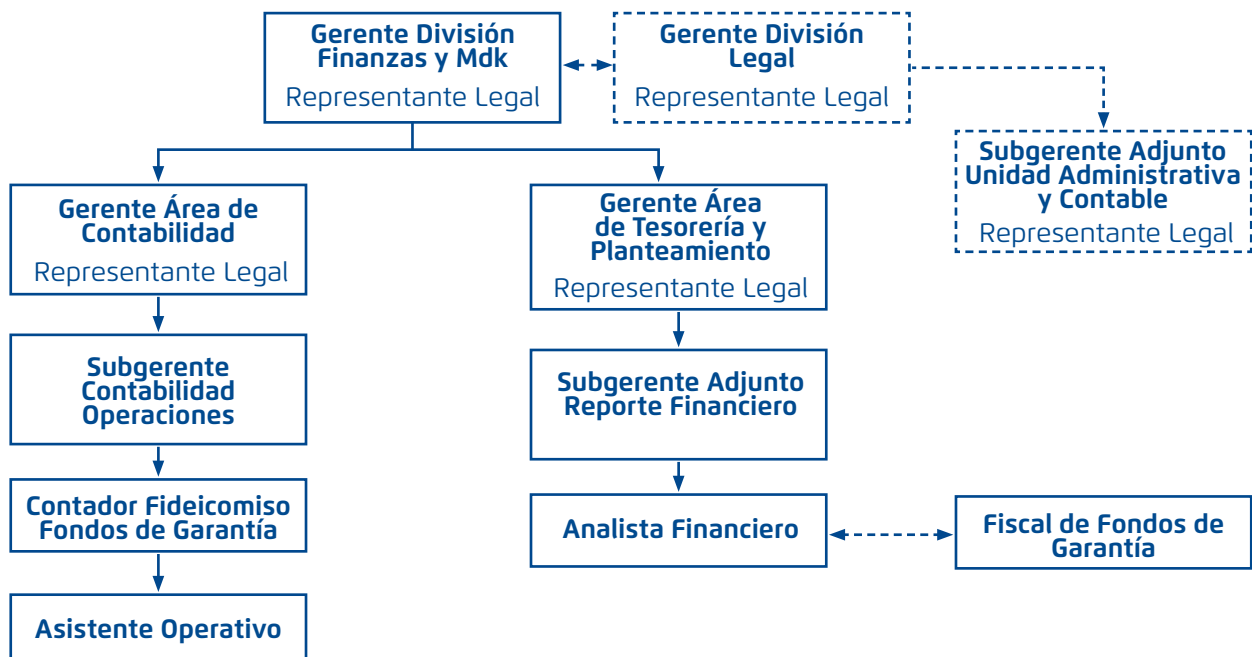 Gerente División
Finanzas y Mdk
Representante Legal
Gerente División
Legal
Representante Legal
Subgerente Adjunto
Unidad Administrativa
y Contable
Representante Legal
Gerente Área de
Contabilidad
Representante Legal
Gerente Área
de Tesorería y
Planteamiento
Representante Legal
Subgerente
Contabilidad
Operaciones
Subgerente Adjunto
Reporte Financiero
Contador Fideicomiso
Fondos de Garantía
Analista Financiero
Fiscal de Fondos de
Garantía
Asistente Operativo